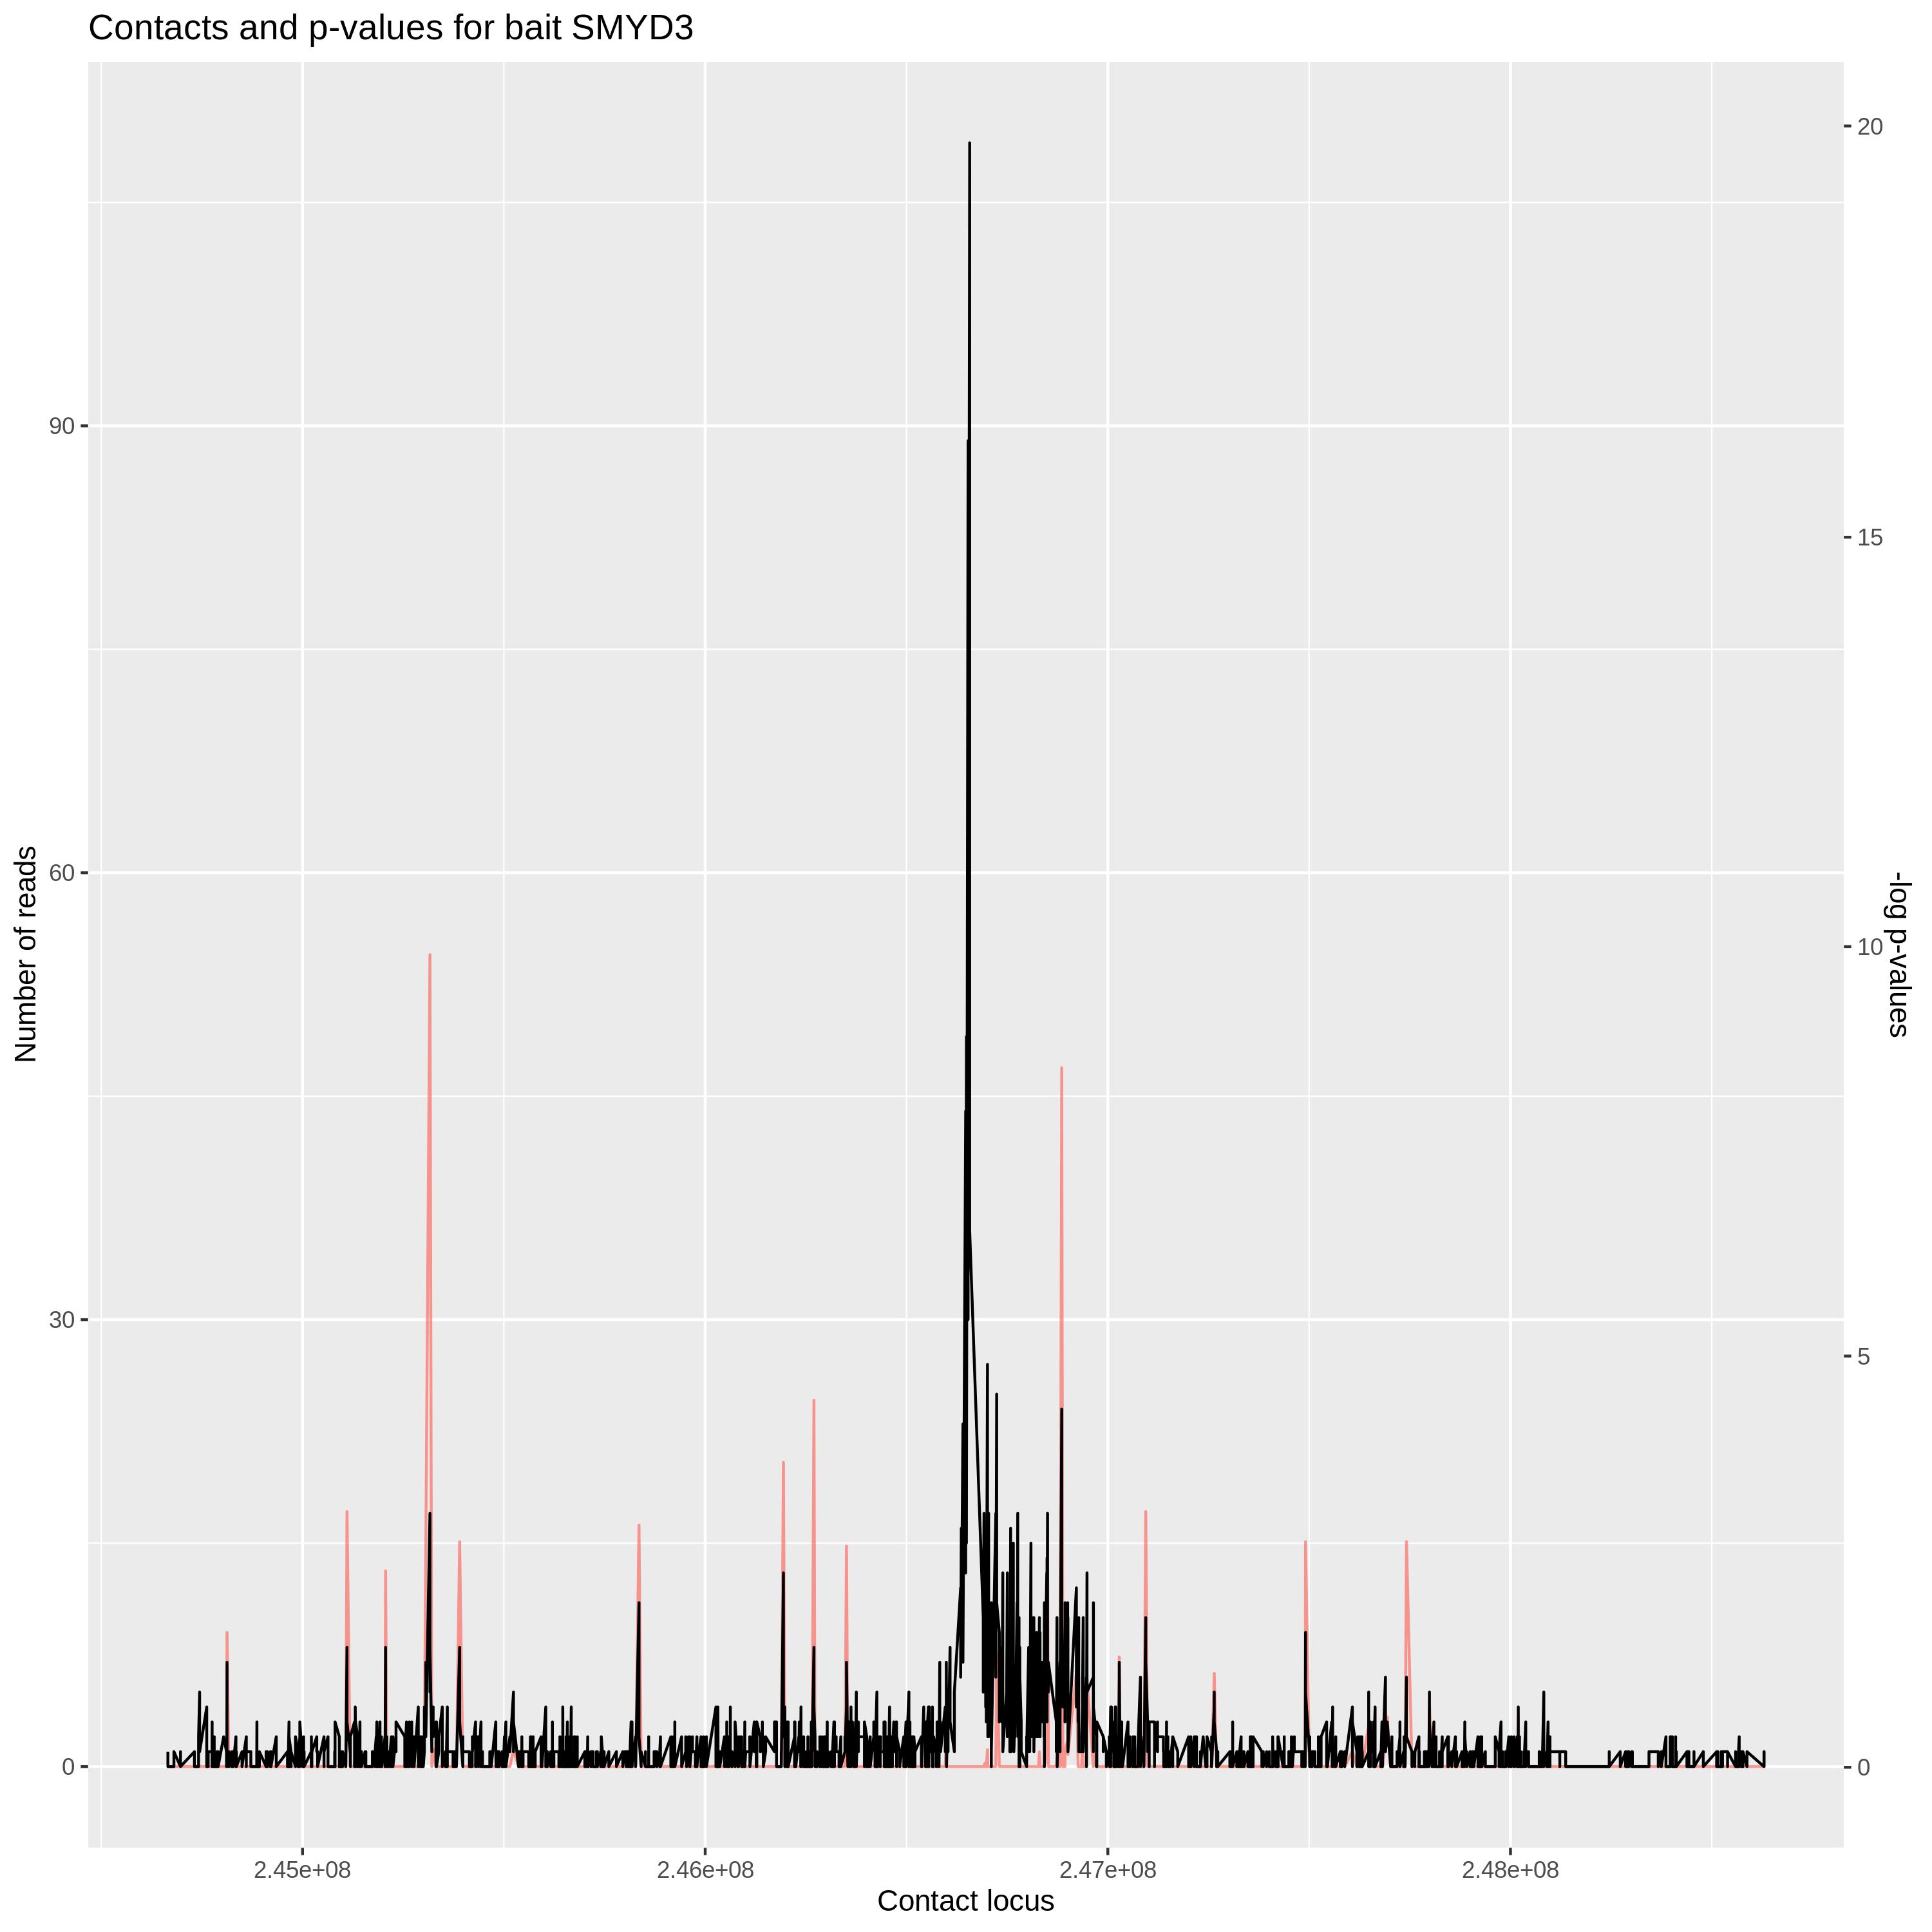 Contacts and p-values for bait SMYD3
Number of reads
90
60
30
0
20
15
10
5
0
-log p-values
2.45e+08
2.46e+08
2.47e+08
2.48e+08
Contact locus